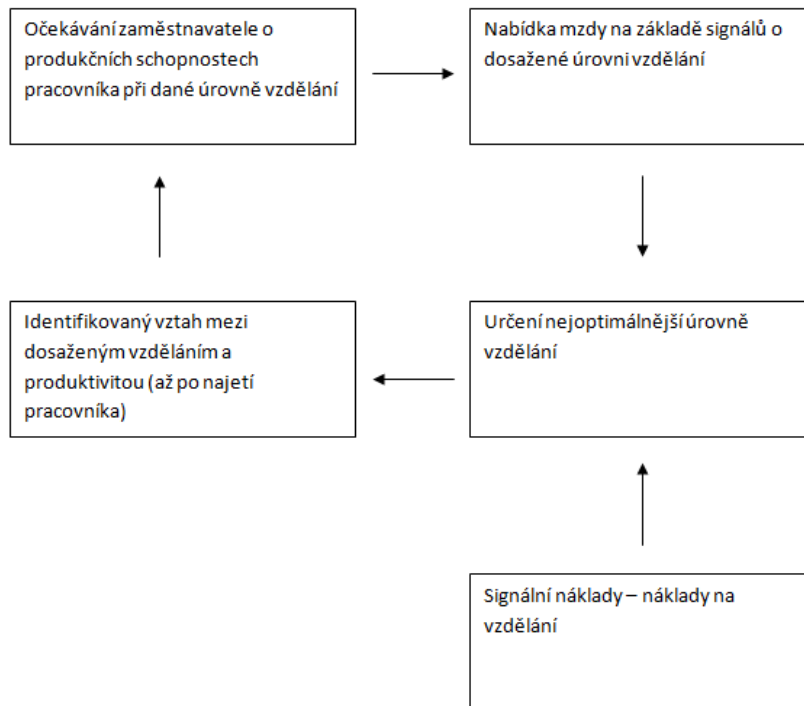 Očekávání zaměstnavatele o
produkčních schopnostech
pracovníka při dané úrovně vzdělání
Nabídka mzdy na základě signálů o
dosažené úrovni vzdělání
Identifikovaný vztah mezi
dosaženým vzděláním a
produktivitou (až po najetí
pracovníka)
Určení nejoptimálnější úrovně
vzdělání
Signální náklady – náklady na
vzdělání